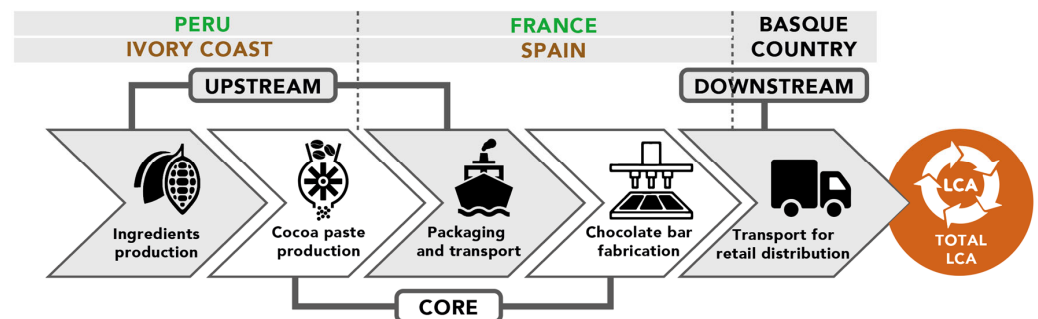 PERU
IVORY COAST
FRANCE
SPAIN
BASQUE
COUNTRY
UPSTREAM
DOWNSTREAM
Ingredients
production
Cocoa paste
production
Packaging
and transport
Chocolate bar
fabrication
Transport for
retail distribution
LCA
TOTAL
LCA
CORE